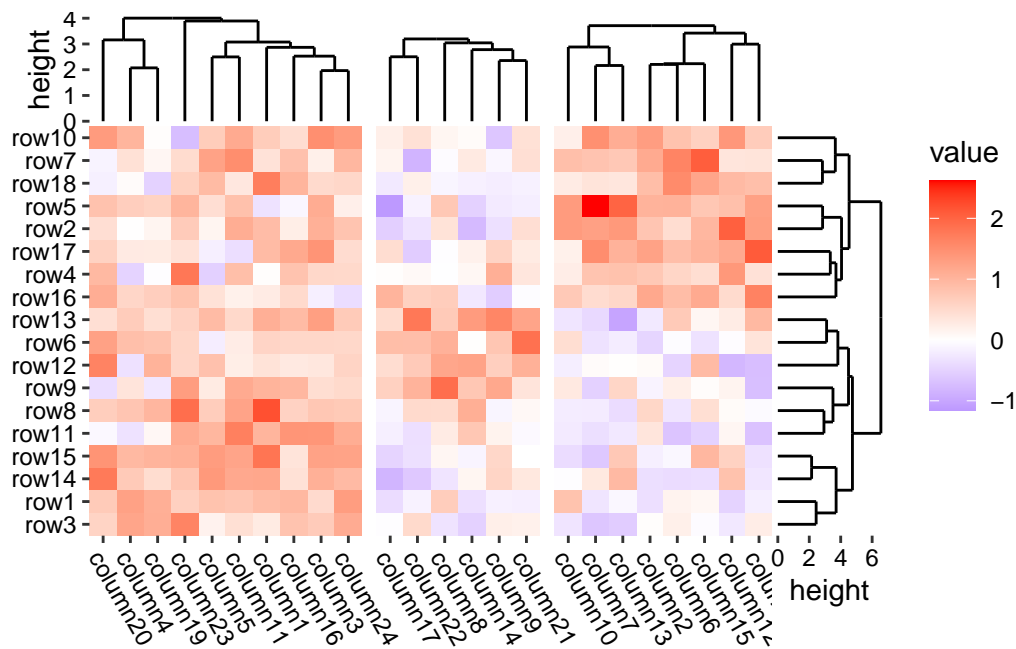 4
3
2
1
0
height
row10
row7
row18
row5
row2
row17
row4
row16
row13
row6
row12
row9
row8
row11
row15
row14
row1
row3
column20
column4
column19
column23
column5
column11
column1
column16
column3
column24
column17
column22
column8
column14
column9
column21
column10
column7
column13
column2
column6
column15
column12
0 2 4 6
height
value
2
1
0
−1